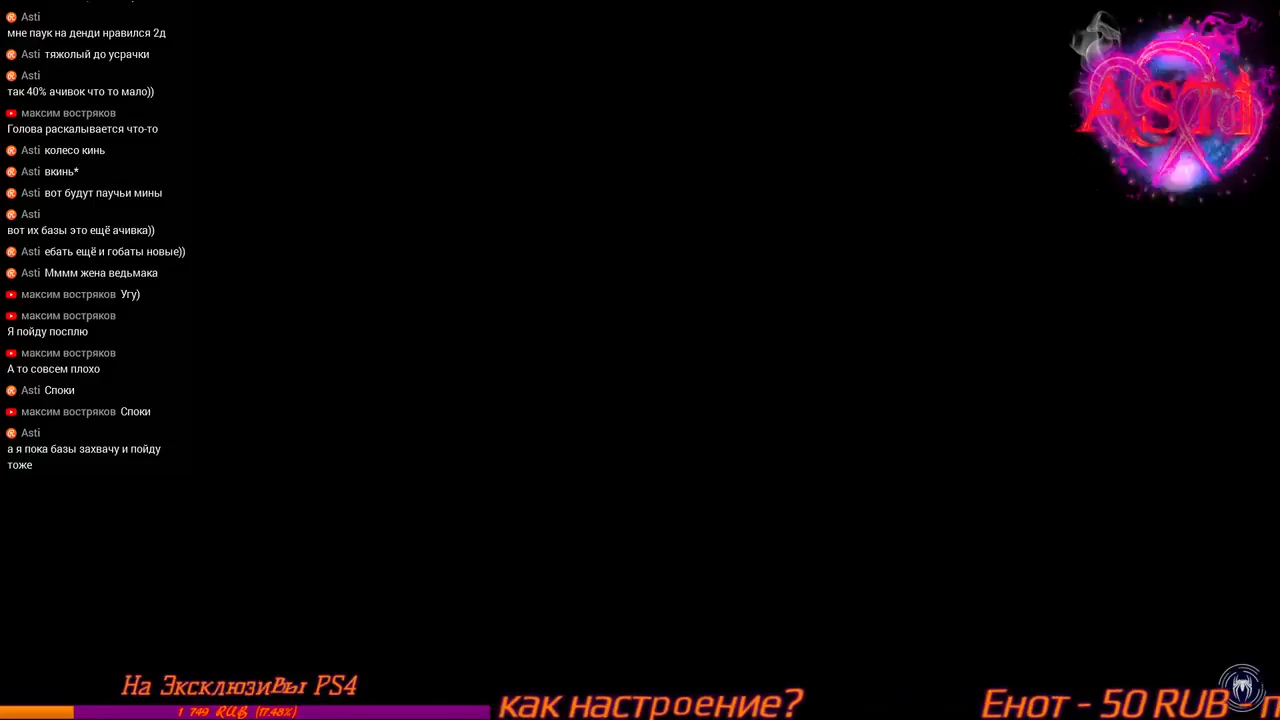 Asti
мне паук на денди нравился 2д
Asti тяжолый до усрачки
Asti
так 40% ачивок что то мало))
максим востряков
Голова раскалывается что-то
Asti колесо кинь
Asti вкинь*
Asti вот будут паучьи мины
Asti
вот их базы это ещё ачивка))
Asti ебать ещё и гобаты новые))
Asti Мммм жена ведьмака
максим востряков Угу)
максим востряков
Я пойду посплю
максим востряков
А то совсем плохо
Asti Споки
максим востряков Споки
Asti
а я пока базы захвачу и пойду
тоже
ASTI
На Эксклюзивы PS4
1 749 RUB (17.48%)
как настроение?
Енот - 50 RUB - п